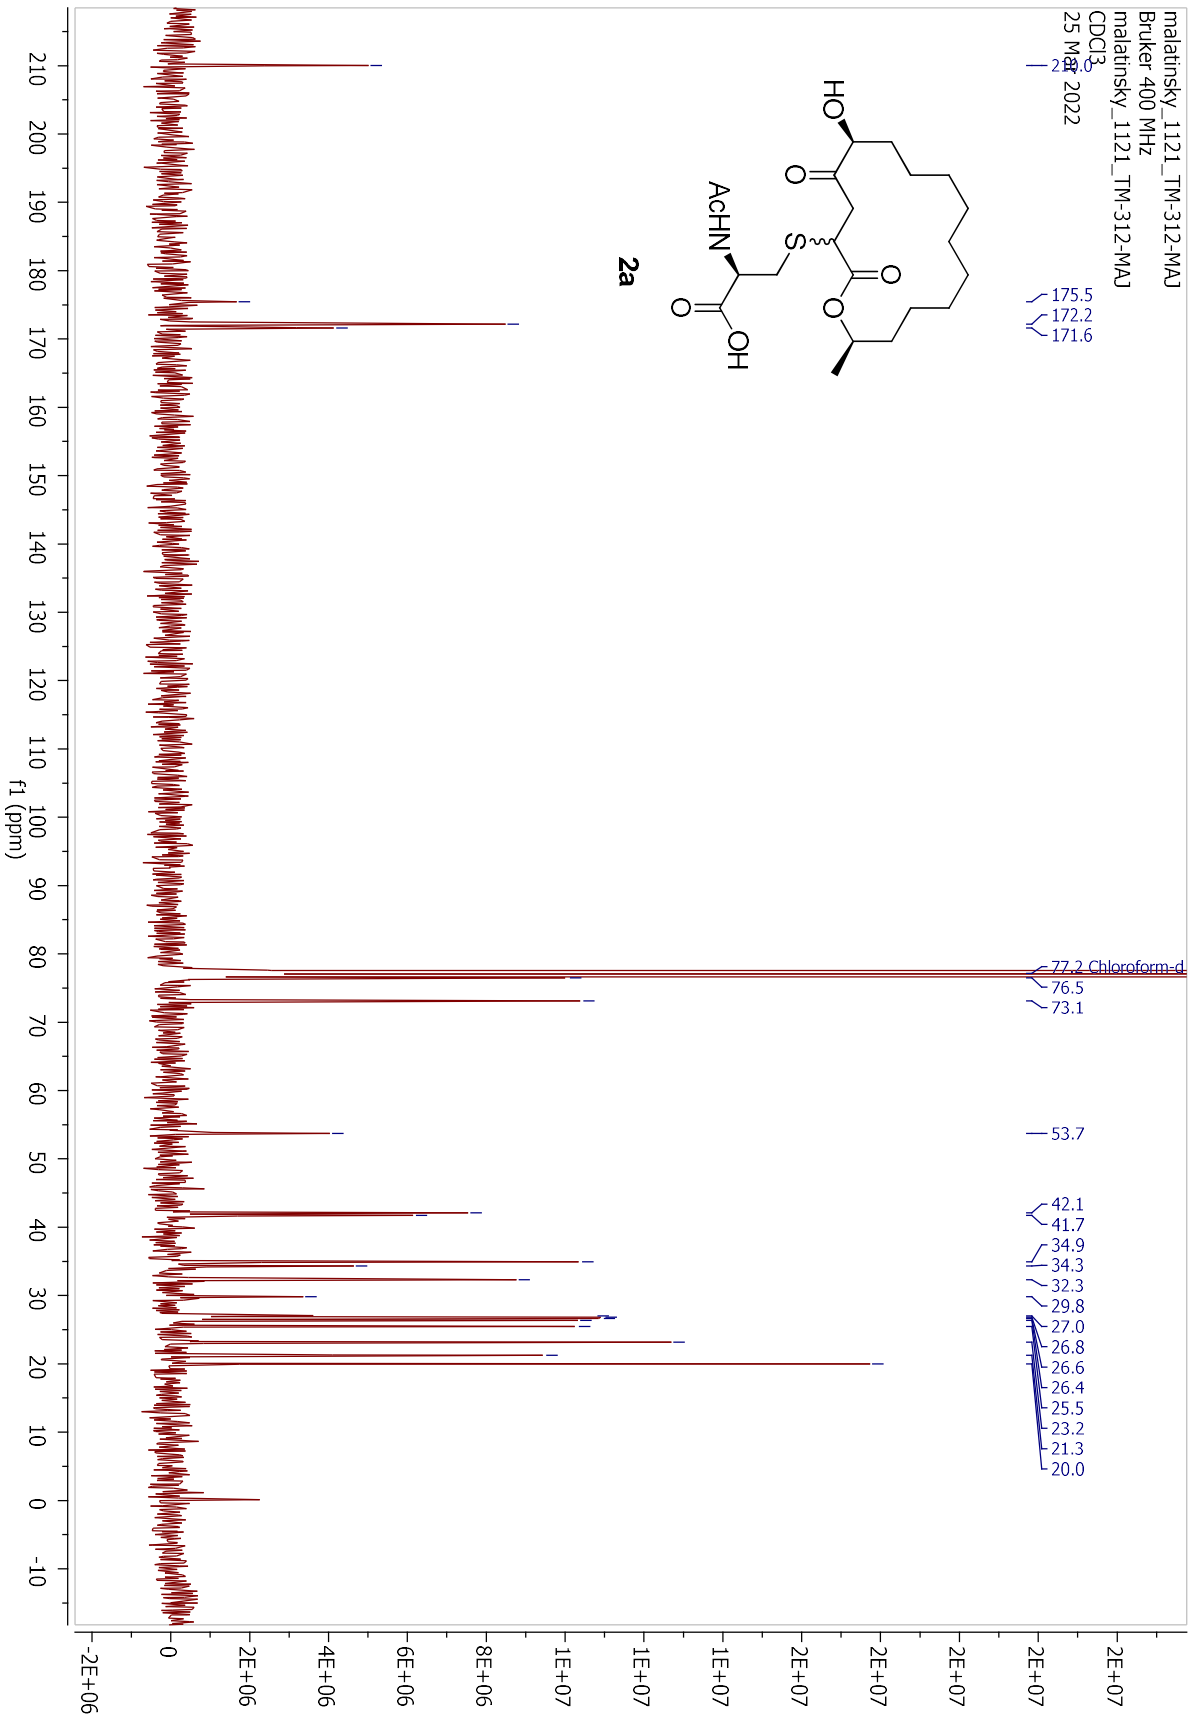 malatinsky_1121_TM-312-MAJ
Bruker 400 MHz
malatinsky_1121_TM-312-MAJ
CDCl3
25 Mar 2022
210.0
175.5
172.2
171.6
77.2 Chloroform-d
76.5
73.1
53.7
42.1
41.7
34.9
34.3
32.3
29.8
27.0
26.8
26.6
26.4
25.5
23.2
21.3
20.0
HO
O
O
O
S
AcHN
O
OH
2a
210 200 190 180 170 160 150 140 130 120 110 100 90 80 70 60 50 40 30 20 10 0 -10
f1 (ppm)
-2E+06
0
2E+06
4E+06
6E+06
8E+06
1E+07
1E+07
1E+07
2E+07
2E+07
2E+07
2E+07
2E+07